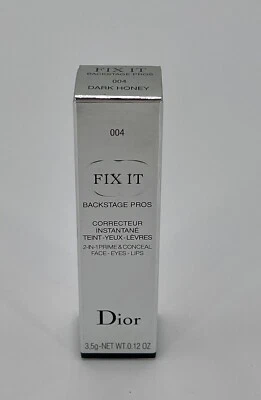 FIX IT
BACKSTAGE PROS
004
DARK HONEY
004
FIX IT
BACKSTAGE PROS
CORRECTEUR
INSTANTANÉ
TEINT-YEUX-LÈVRES
2-IN-1 PRIME & CONCEAL
FACE-EYES-LIPS
Dior
3.5g-NET WT.0.12 OZ